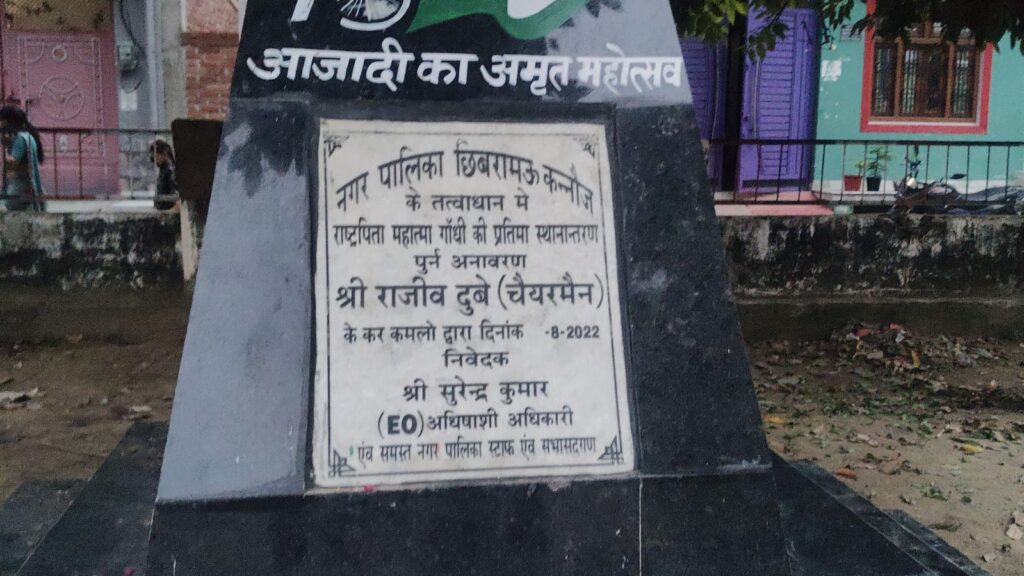 आजादी का अमृत महोत्सव
नगर पालिका छिबरामऊ कन्नौज
के तत्वाधान मे
राष्ट्रपिता महात्मा गाँधी की प्रतिमा स्थानान्तरण
पुर्न अनावरण
श्री राजीव दुबे (चैयरमैन)
के कर कमलो द्वारा दिनांक -8-2022
निवेदक
श्री सुरेन्द्र कुमार
(EO) अधिषाशी अधिकारी
एंव समस्त नगर पालिका स्टाफ एंव सभासदगण